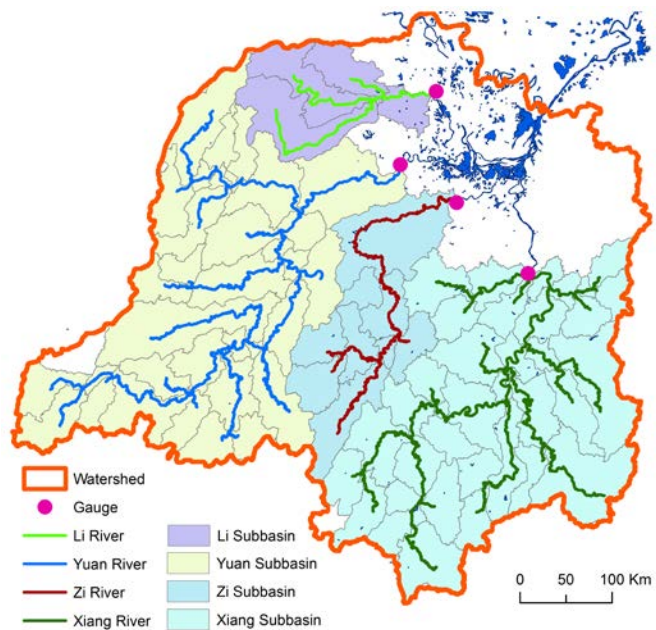 Watershed
Gauge
Li River
Yuan River
Zi River
Xiang River
Li Subbasin
Yuan Subbasin
Zi Subbasin
Xiang Subbasin
0 50 100 Km